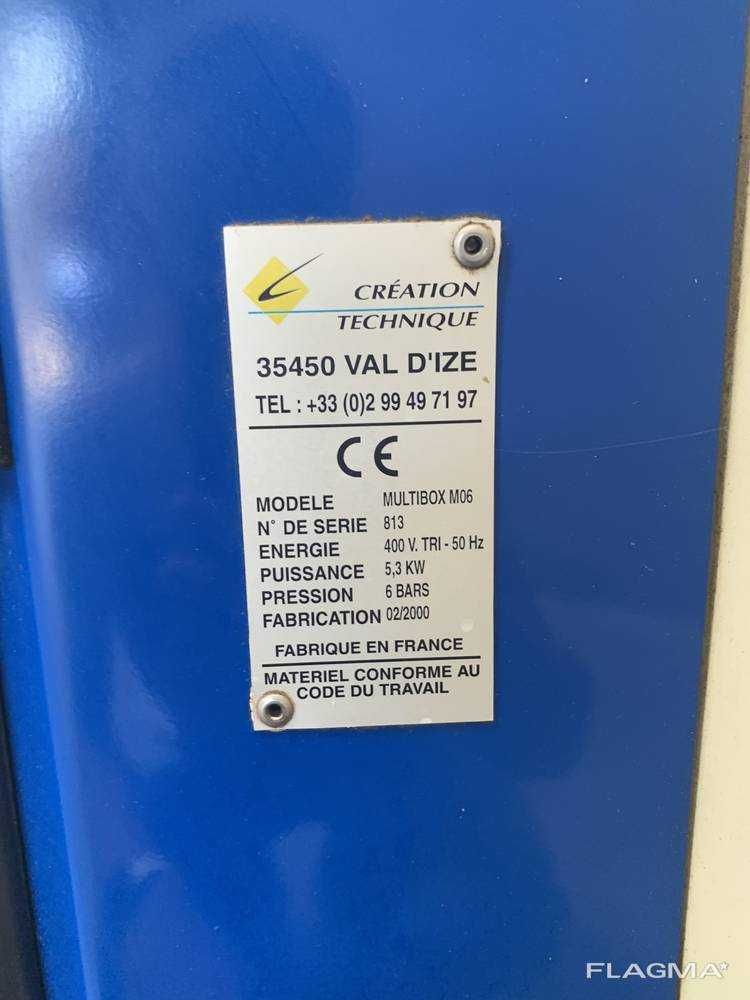 CRÉATION
TECHNIQUE
35450 VAL D'IZE
TEL : +33 (0)2 99 49 71 97
CE
MODELE MULTIBOX M06
N° DE SERIE 813
ENERGIE 400 V. TRI - 50 Hz
PUISSANCE 5,3 KW
PRESSION 6 BARS
FABRICATION 02/2000
FABRIQUE EN FRANCE
MATERIEL CONFORME AU
CODE DU TRAVAIL
FLAGMA*